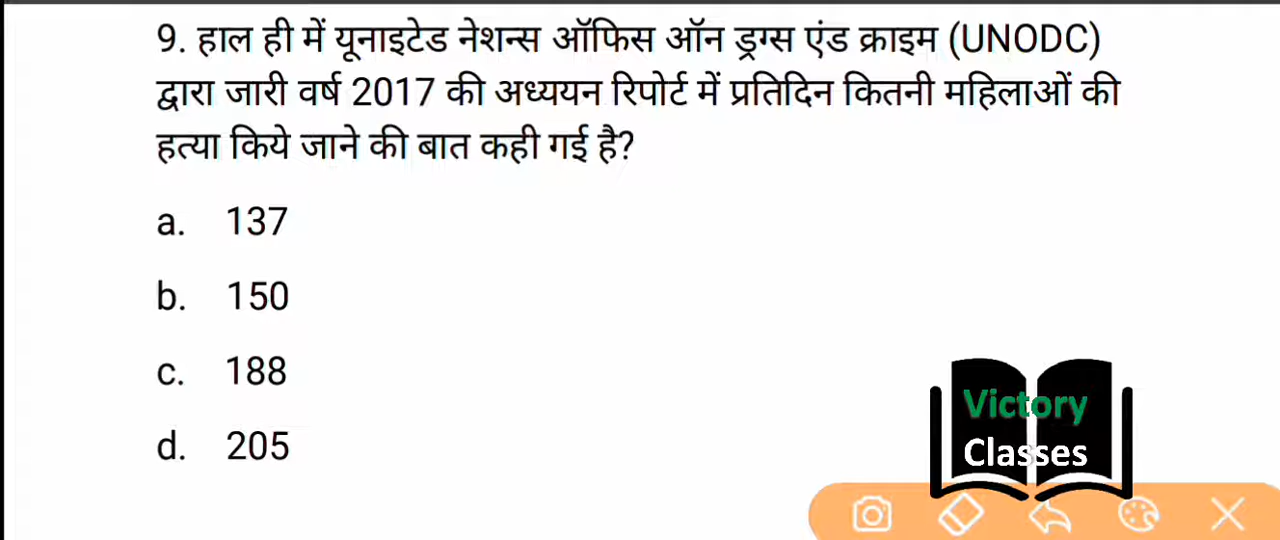 9. हाल ही में यूनाइटेड नेशन्स ऑफिस ऑन ड्रग्स एंड क्राइम (UNODC)
द्वारा जारी वर्ष 2017 की अध्ययन रिपोर्ट में प्रतिदिन कितनी महिलाओं की
हत्या किये जाने की बात कही गई है?
a. 137
b. 150
c. 188
d. 205
Victory
Classes